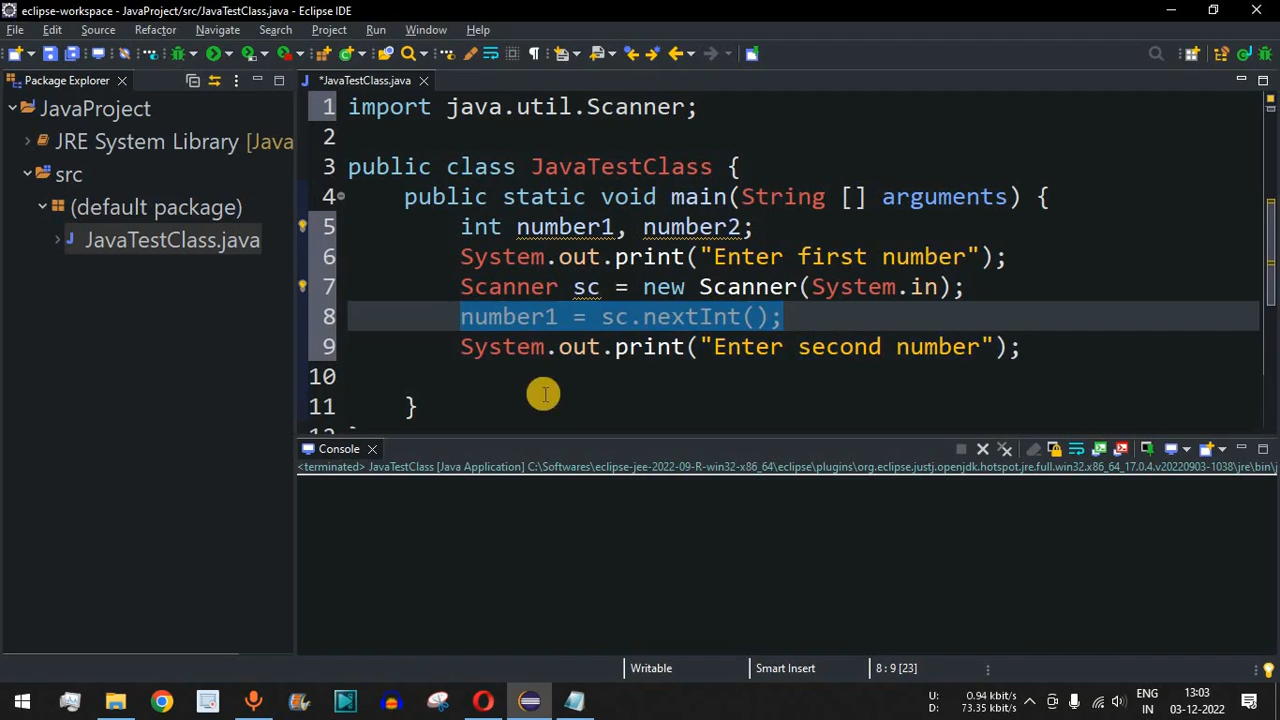 eclipse-workspace - JavaProject/src/JavaTestClass.java - Eclipse IDE
File Edit Source Refactor Navigate Search Project Run Window Help
Package Explorer
*JavaTestClass.java
JavaProject
JRE System Library [Java
src
(default package)
JavaTestClass.java
1 import java.util.Scanner;
2
3 public class JavaTestClass {
4 public static void main(String [] arguments) {
5 int number1, number2;
6 System.out.print("Enter first number");
7 Scanner sc = new Scanner(System.in);
8 number1 = sc.nextInt();
9 System.out.print("Enter second number");
10
11 }
Console
<terminated> JavaTestClass [Java Application] C:\Softwares\eclipse-jee-2022-09-R-win32-x86_64\eclipse\plugins\org.eclipse.justj.openjdk.hotspot.jre.full.win32.x86_64_17.0.4.v20220903-1038\jre\bin\j
Writable Smart Insert 8 : 9 [23]
U: 0.94 kbit/s
D: 73.35 kbit/s
ENG
IN
13:03
03-12-2022